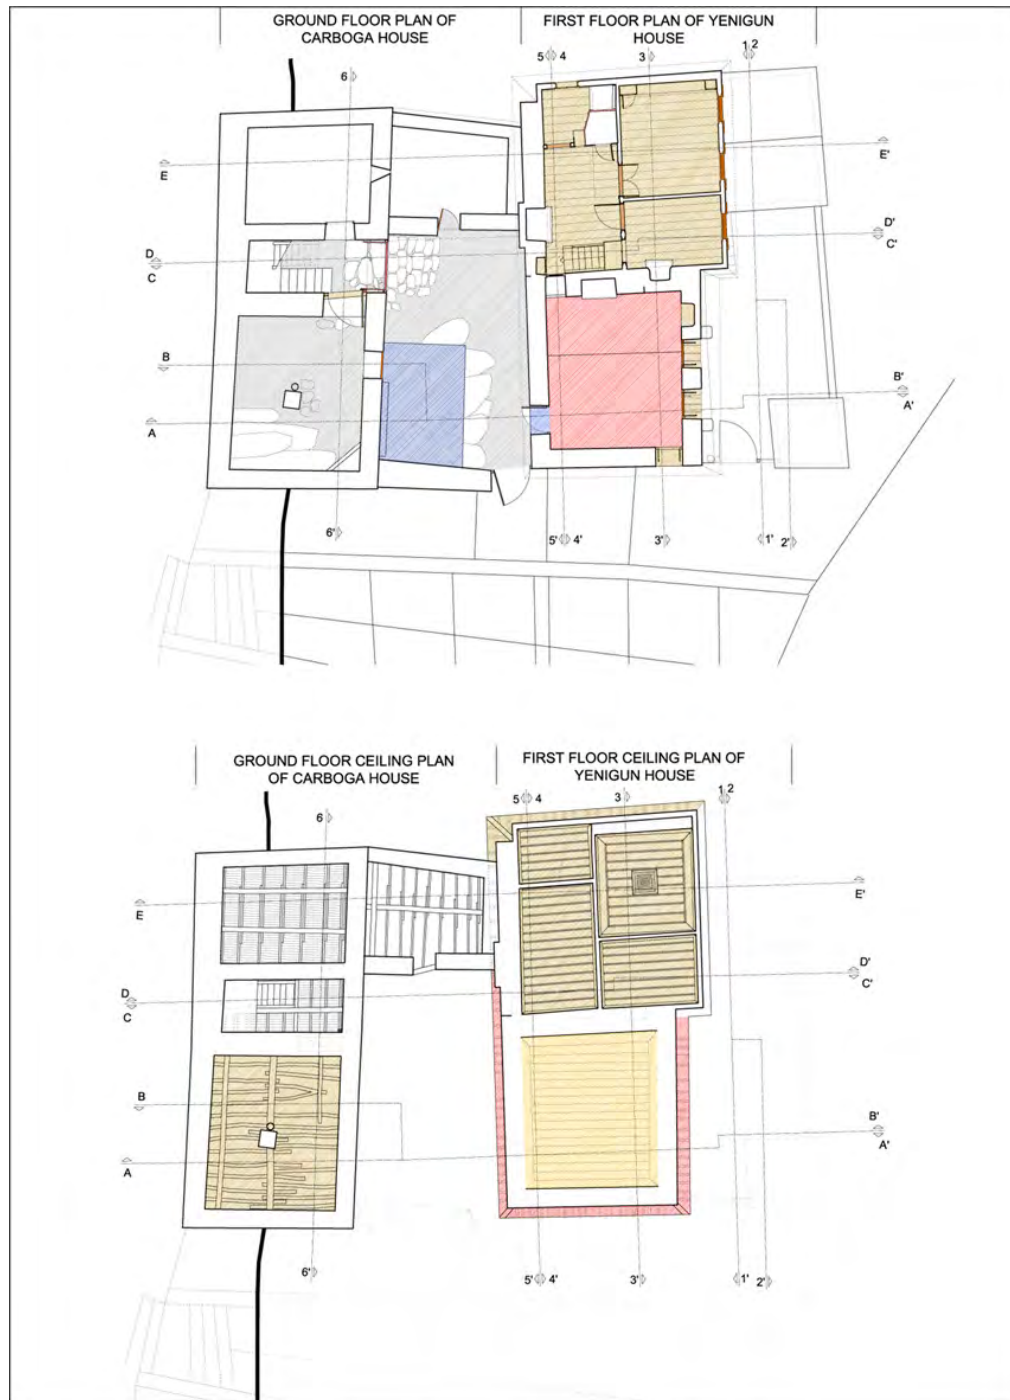 GROUND FLOOR PLAN OF
CARBOGA HOUSE
FIRST FLOOR PLAN OF YENIGUN
HOUSE
1 2
5 4
3
6
E
E'
D
C
D'
C'
B
B'
A
A'
6'
5' 4'
3'
1'
2'
GROUND FLOOR CEILING PLAN
OF CARBOGA HOUSE
FIRST FLOOR CEILING PLAN OF
YENIGUN HOUSE
1 2
5 4
3
6
E
E'
D
C
D'
C'
B
B'
A
A'
6'
5' 4'
3'
1'
2'